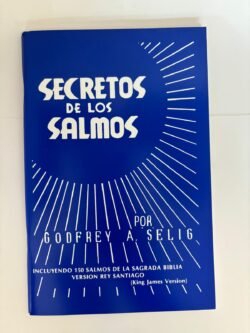 SECRETOS
DE LOS
SALMOS
POR
GODFREY A. SELIG
INCLUYENDO 150 SALMOS DE LA SAGRADA BIBLIA
VERSION REY SANTIAGO
(King James Version)